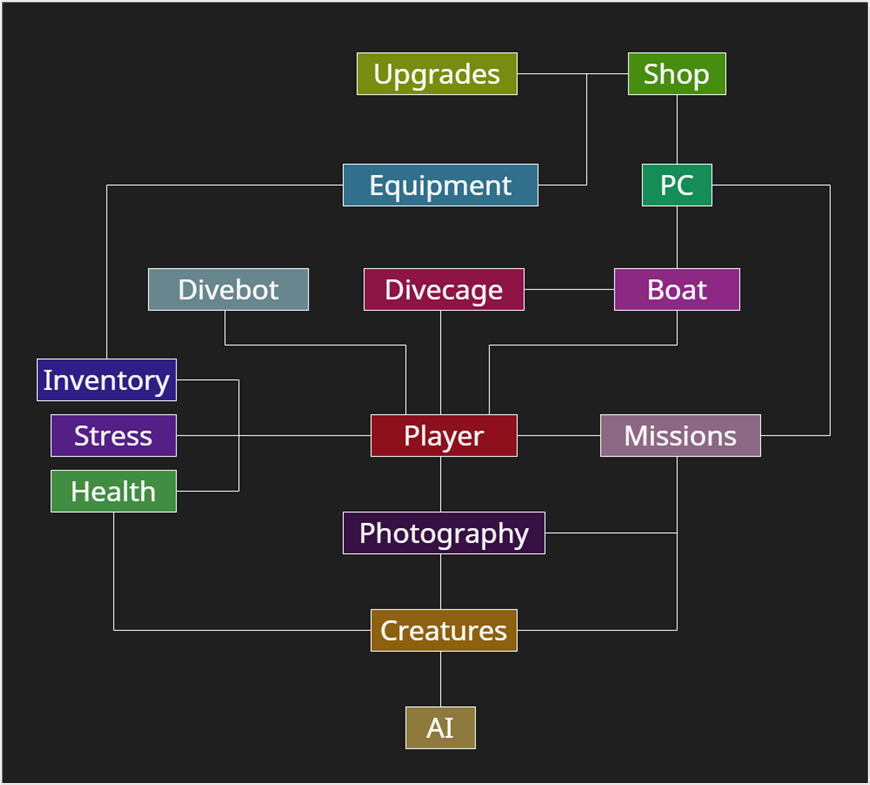 Upgrades
Shop
Equipment
PC
Divebot
Divecage
Boat
Inventory
Stress
Player
Missions
Health
Photography
Creatures
AI